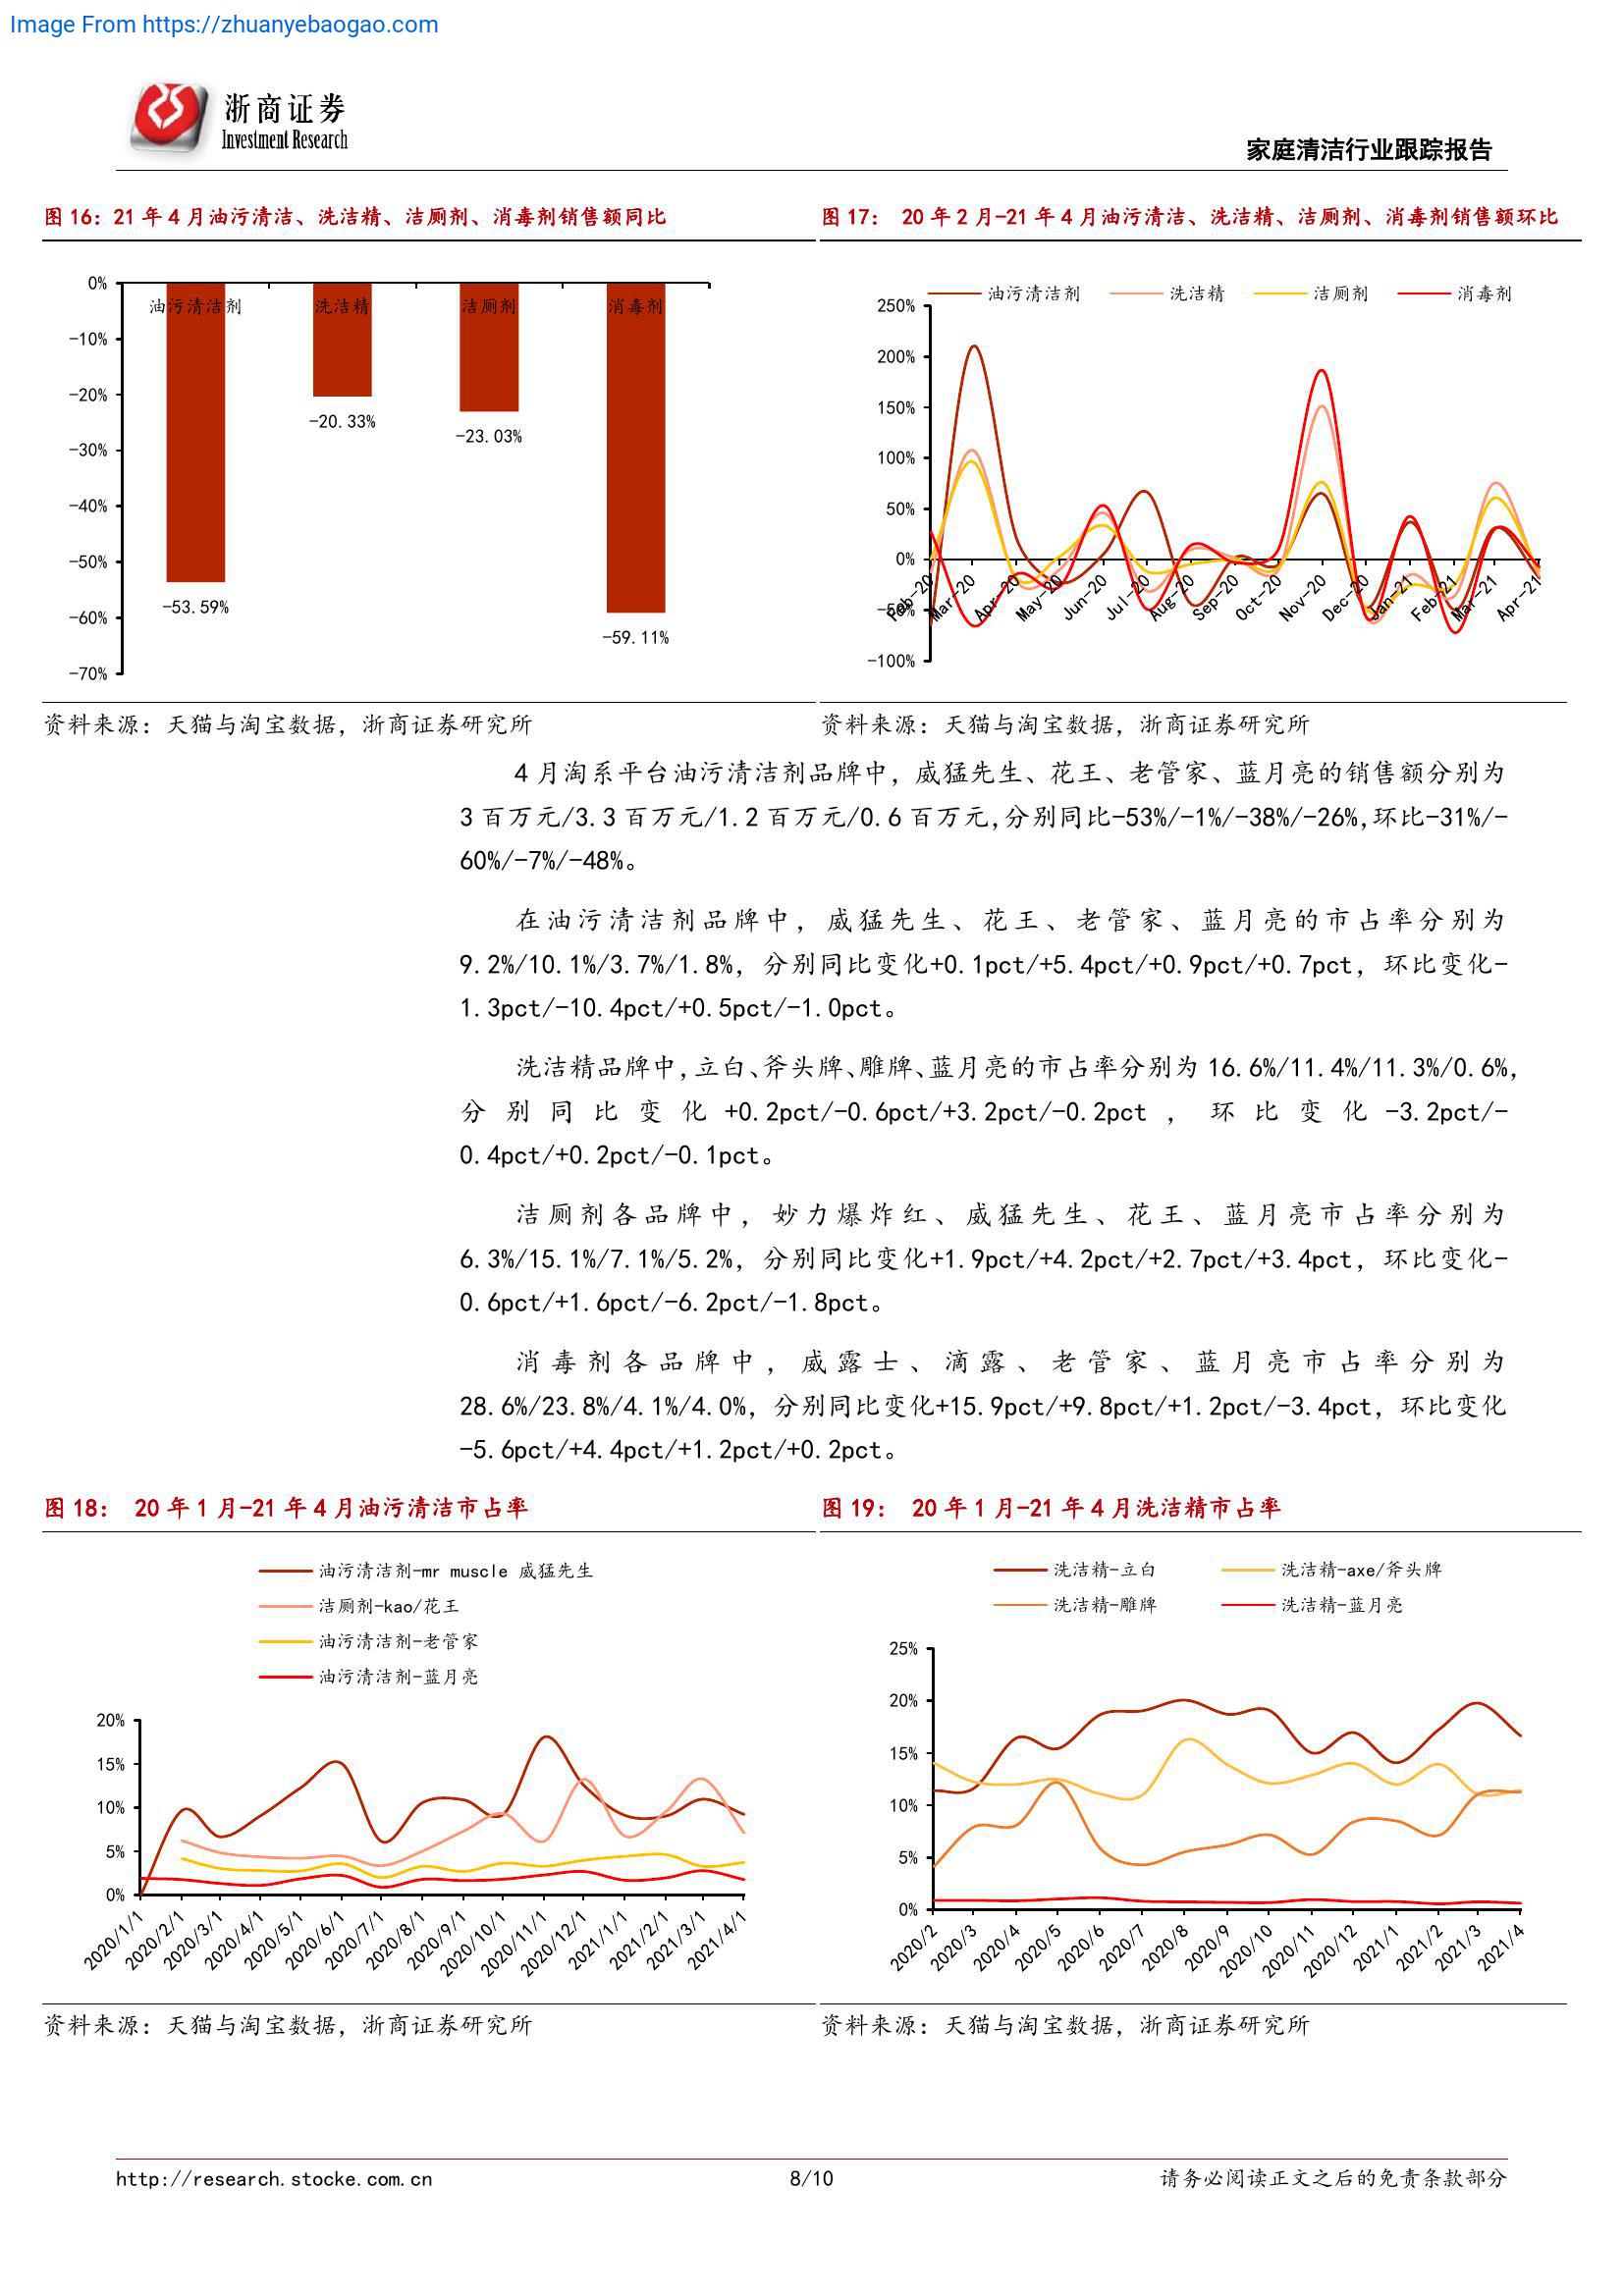 Image From https://zhuanyebaogao.com
浙商证券
Investment Research
家庭清洁行业跟踪报告
图 16：21 年 4 月油污清洁、洗洁精、洁厕剂、消毒剂销售额同比
0%
-10%
-20%
-30%
-40%
-50%
-60%
-70%
油污清洁剂 洗洁精 洁厕剂 消毒剂
-53.59%
-20.33%
-23.03%
-59.11%
资料来源：天猫与淘宝数据，浙商证券研究所
图 17： 20 年 2 月-21 年 4 月油污清洁、洗洁精、洁厕剂、消毒剂销售额环比
油污清洁剂 洗洁精 洁厕剂 消毒剂
250%
200%
150%
100%
50%
0%
-50%
-100%
Feb-20 Mar-20 Apr-20 May-20 Jun-20 Jul-20 Aug-20 Sep-20 Oct-20 Nov-20 Dec-20 Jan-21 Feb-21 Mar-21 Apr-21
资料来源：天猫与淘宝数据，浙商证券研究所
4 月淘系平台油污清洁剂品牌中，威猛先生、花王、老管家、蓝月亮的销售额分别为
3 百万元/3.3 百万元/1.2 百万元/0.6 百万元,分别同比-53%/-1%/-38%/-26%,环比-31%/-
60%/-7%/-48%。
在油污清洁剂品牌中，威猛先生、花王、老管家、蓝月亮的市占率分别为
9.2%/10.1%/3.7%/1.8%，分别同比变化+0.1pct/+5.4pct/+0.9pct/+0.7pct，环比变化-
1.3pct/-10.4pct/+0.5pct/-1.0pct。
洗洁精品牌中,立白、斧头牌、雕牌、蓝月亮的市占率分别为 16.6%/11.4%/11.3%/0.6%,
分别同比变化+0.2pct/-0.6pct/+3.2pct/-0.2pct，环比变化-3.2pct/-
0.4pct/+0.2pct/-0.1pct。
洁厕剂各品牌中，妙力爆炸红、威猛先生、花王、蓝月亮市占率分别为
6.3%/15.1%/7.1%/5.2%，分别同比变化+1.9pct/+4.2pct/+2.7pct/+3.4pct，环比变化-
0.6pct/+1.6pct/-6.2pct/-1.8pct。
消毒剂各品牌中，威露士、滴露、老管家、蓝月亮市占率分别为
28.6%/23.8%/4.1%/4.0%，分别同比变化+15.9pct/+9.8pct/+1.2pct/-3.4pct，环比变化
-5.6pct/+4.4pct/+1.2pct/+0.2pct。
图 18： 20 年 1 月-21 年 4 月油污清洁市占率
油污清洁剂-mr muscle 威猛先生
洁厕剂-kao/花王
油污清洁剂-老管家
油污清洁剂-蓝月亮
20%
15%
10%
5%
0%
2020/1/1 2020/2/1 2020/3/1 2020/4/1 2020/5/1 2020/6/1 2020/7/1 2020/8/1 2020/9/1 2020/10/1 2020/11/1 2020/12/1 2021/1/1 2021/2/1 2021/3/1 2021/4/1
资料来源：天猫与淘宝数据，浙商证券研究所
图 19： 20 年 1 月-21 年 4 月洗洁精市占率
洗洁精-立白 洗洁精-axe/斧头牌
洗洁精-雕牌 洗洁精-蓝月亮
25%
20%
15%
10%
5%
0%
2020/2 2020/3 2020/4 2020/5 2020/6 2020/7 2020/8 2020/9 2020/10 2020/11 2020/12 2021/1 2021/2 2021/3 2021/4
资料来源：天猫与淘宝数据，浙商证券研究所
http://research.stocke.com.cn 8/10 请务必阅读正文之后的免责条款部分